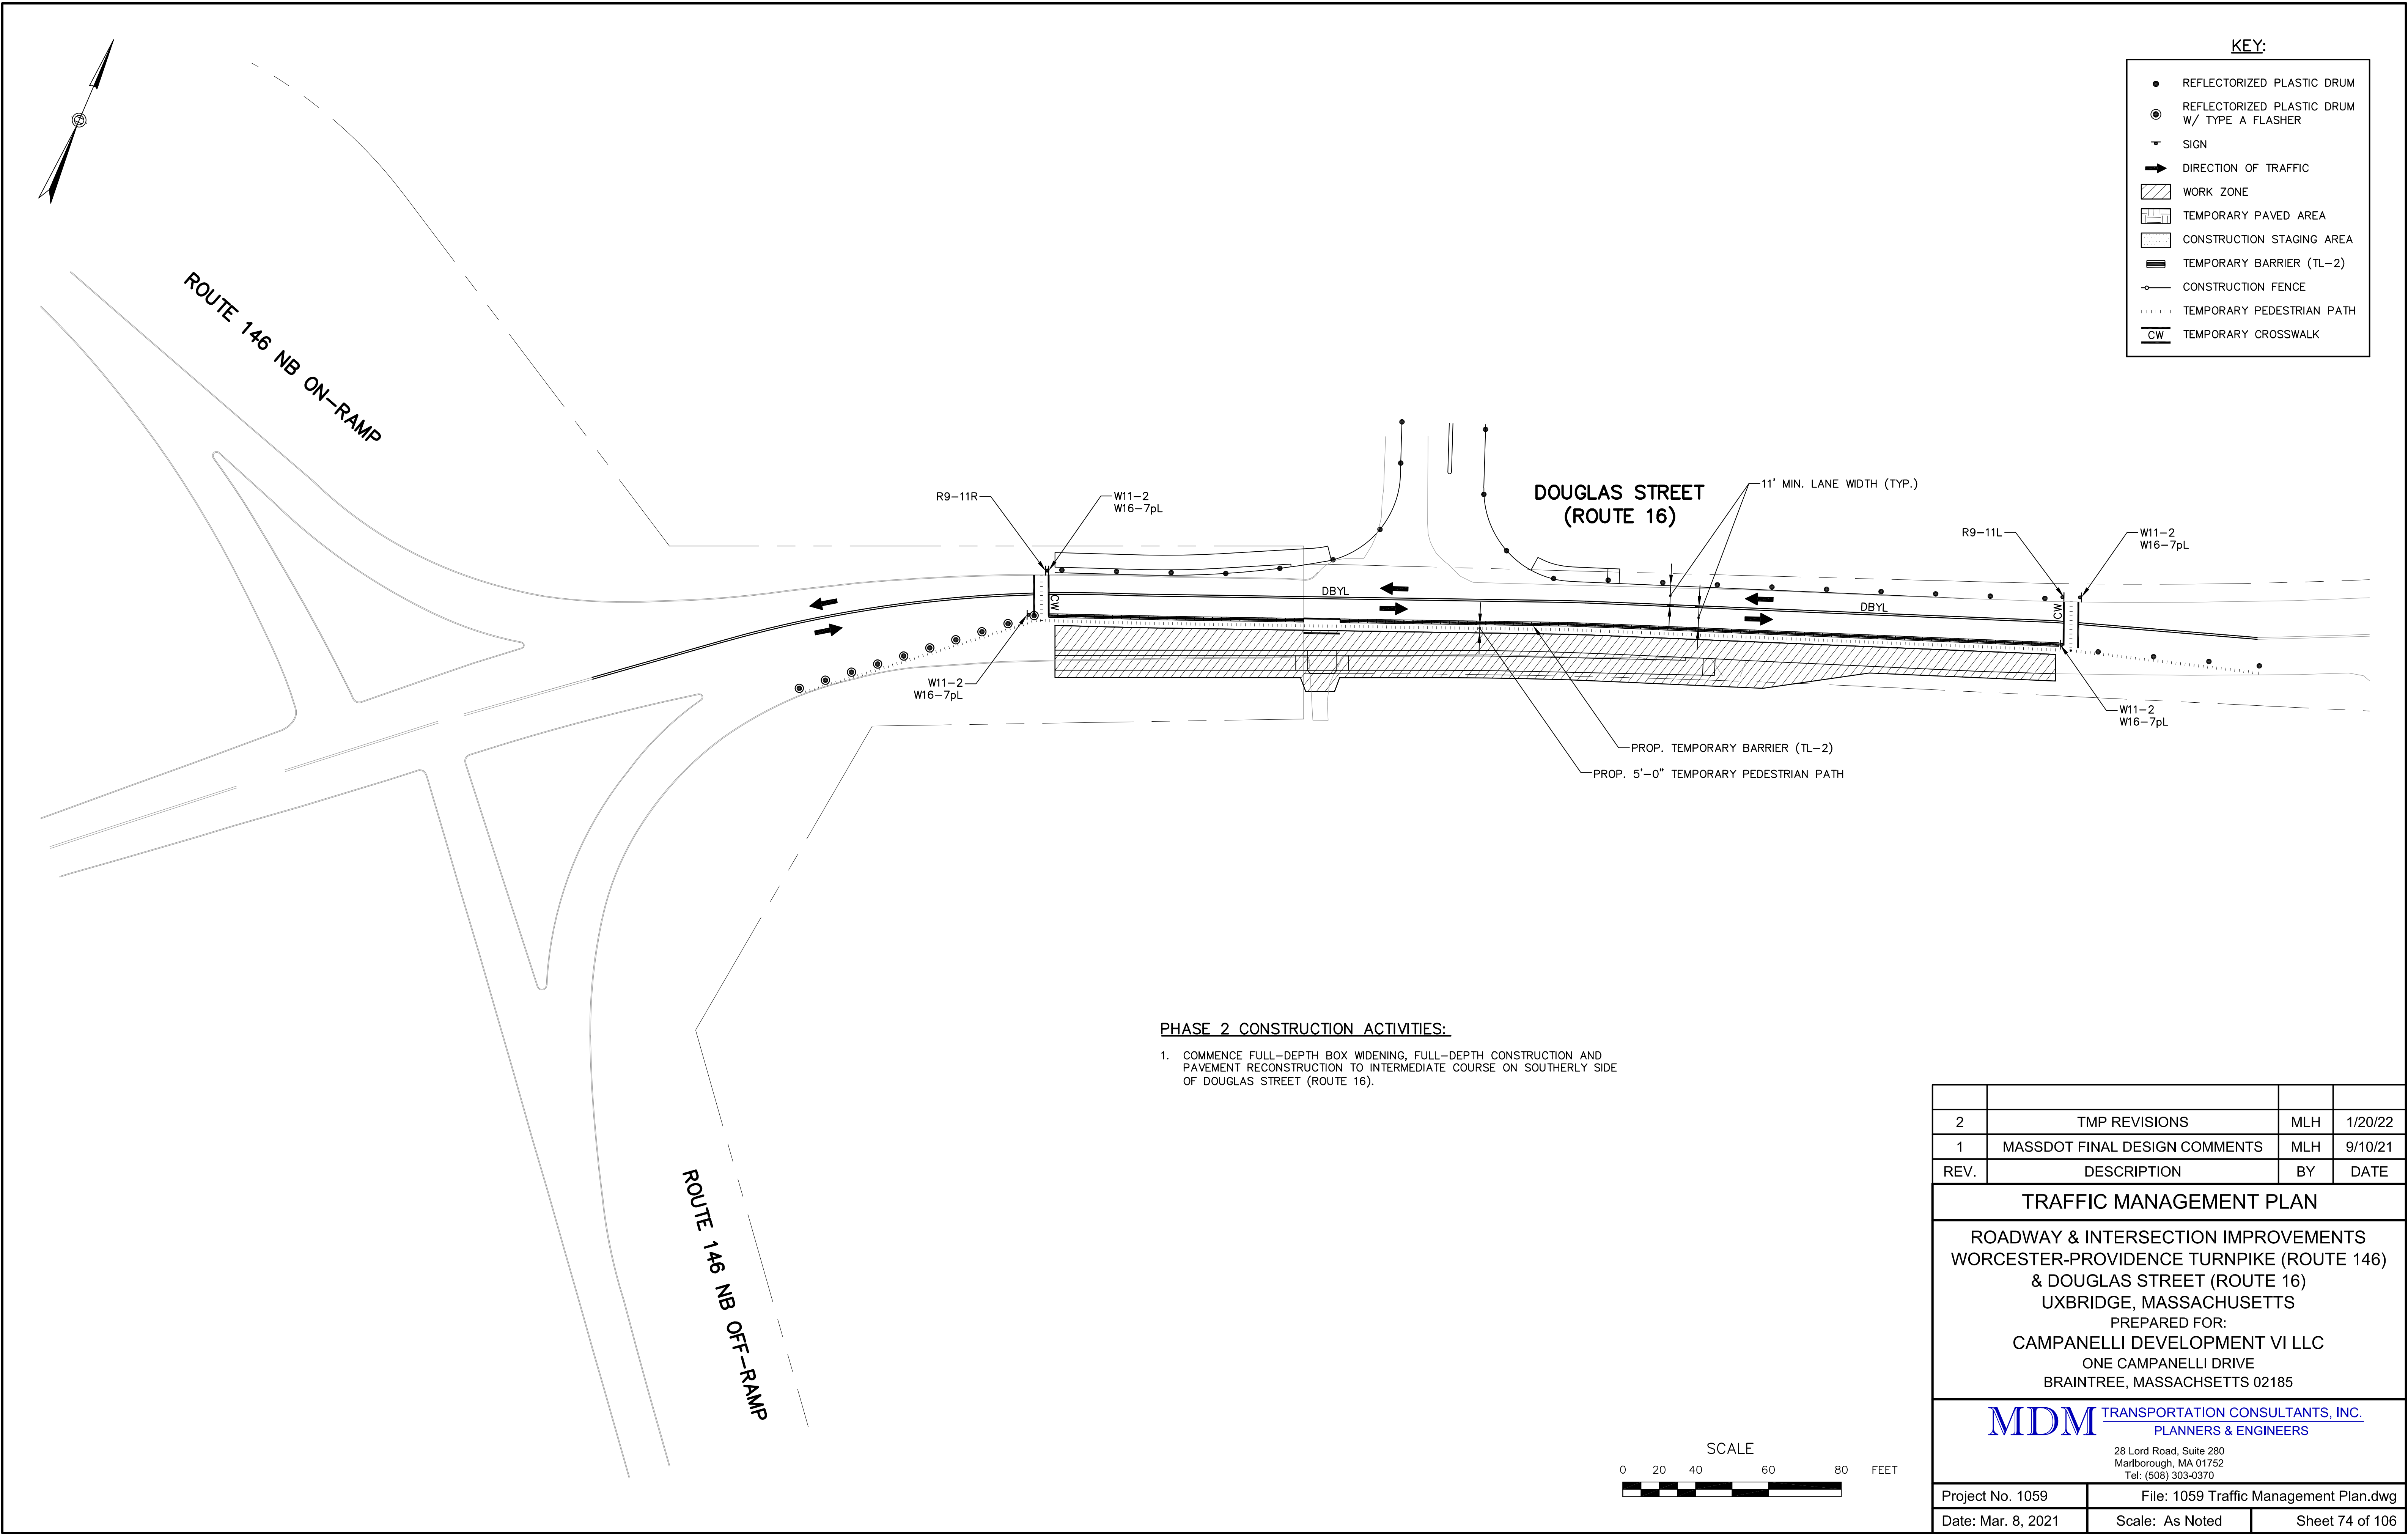 KEY:
REFLECTORIZED PLASTIC DRUM
REFLECTORIZED PLASTIC DRUM
W/ TYPE A FLASHER
SIGN
DIRECTION OF TRAFFIC
WORK ZONE
TEMPORARY PAVED AREA
CONSTRUCTION STAGING AREA
TEMPORARY BARRIER (TL-2)
CONSTRUCTION FENCE
TEMPORARY PEDESTRIAN PATH
CW TEMPORARY CROSSWALK
ROUTE 146 NB ON-RAMP
R9-11R
W11-2
W16-7pL
DOUGLAS STREET
(ROUTE 16)
11' MIN. LANE WIDTH (TYP.)
R9-11L
W11-2
W16-7pL
CW
DBYL
DBYL
CW
W11-2
W16-7pL
W11-2
W16-7pL
PROP. TEMPORARY BARRIER (TL-2)
PROP. 5'-0" TEMPORARY PEDESTRIAN PATH
PHASE 2 CONSTRUCTION ACTIVITIES:
1. COMMENCE FULL-DEPTH BOX WIDENING, FULL-DEPTH CONSTRUCTION AND
PAVEMENT RECONSTRUCTION TO INTERMEDIATE COURSE ON SOUTHERLY SIDE
OF DOUGLAS STREET (ROUTE 16).
ROUTE 146 NB OFF-RAMP
SCALE
0 20 40 60 80 FEET
2 TMP REVISIONS MLH 1/20/22
1 MASSDOT FINAL DESIGN COMMENTS MLH 9/10/21
REV. DESCRIPTION BY DATE
TRAFFIC MANAGEMENT PLAN
ROADWAY & INTERSECTION IMPROVEMENTS
WORCESTER-PROVIDENCE TURNPIKE (ROUTE 146)
& DOUGLAS STREET (ROUTE 16)
UXBRIDGE, MASSACHUSETTS
PREPARED FOR:
CAMPANELLI DEVELOPMENT VI LLC
ONE CAMPANELLI DRIVE
BRAINTREE, MASSACHSETTS 02185
MDM TRANSPORTATION CONSULTANTS, INC.
PLANNERS & ENGINEERS
28 Lord Road, Suite 280
Marlborough, MA 01752
Tel: (508) 303-0370
Project No. 1059 File: 1059 Traffic Management Plan.dwg
Date: Mar. 8, 2021 Scale: As Noted Sheet 74 of 106